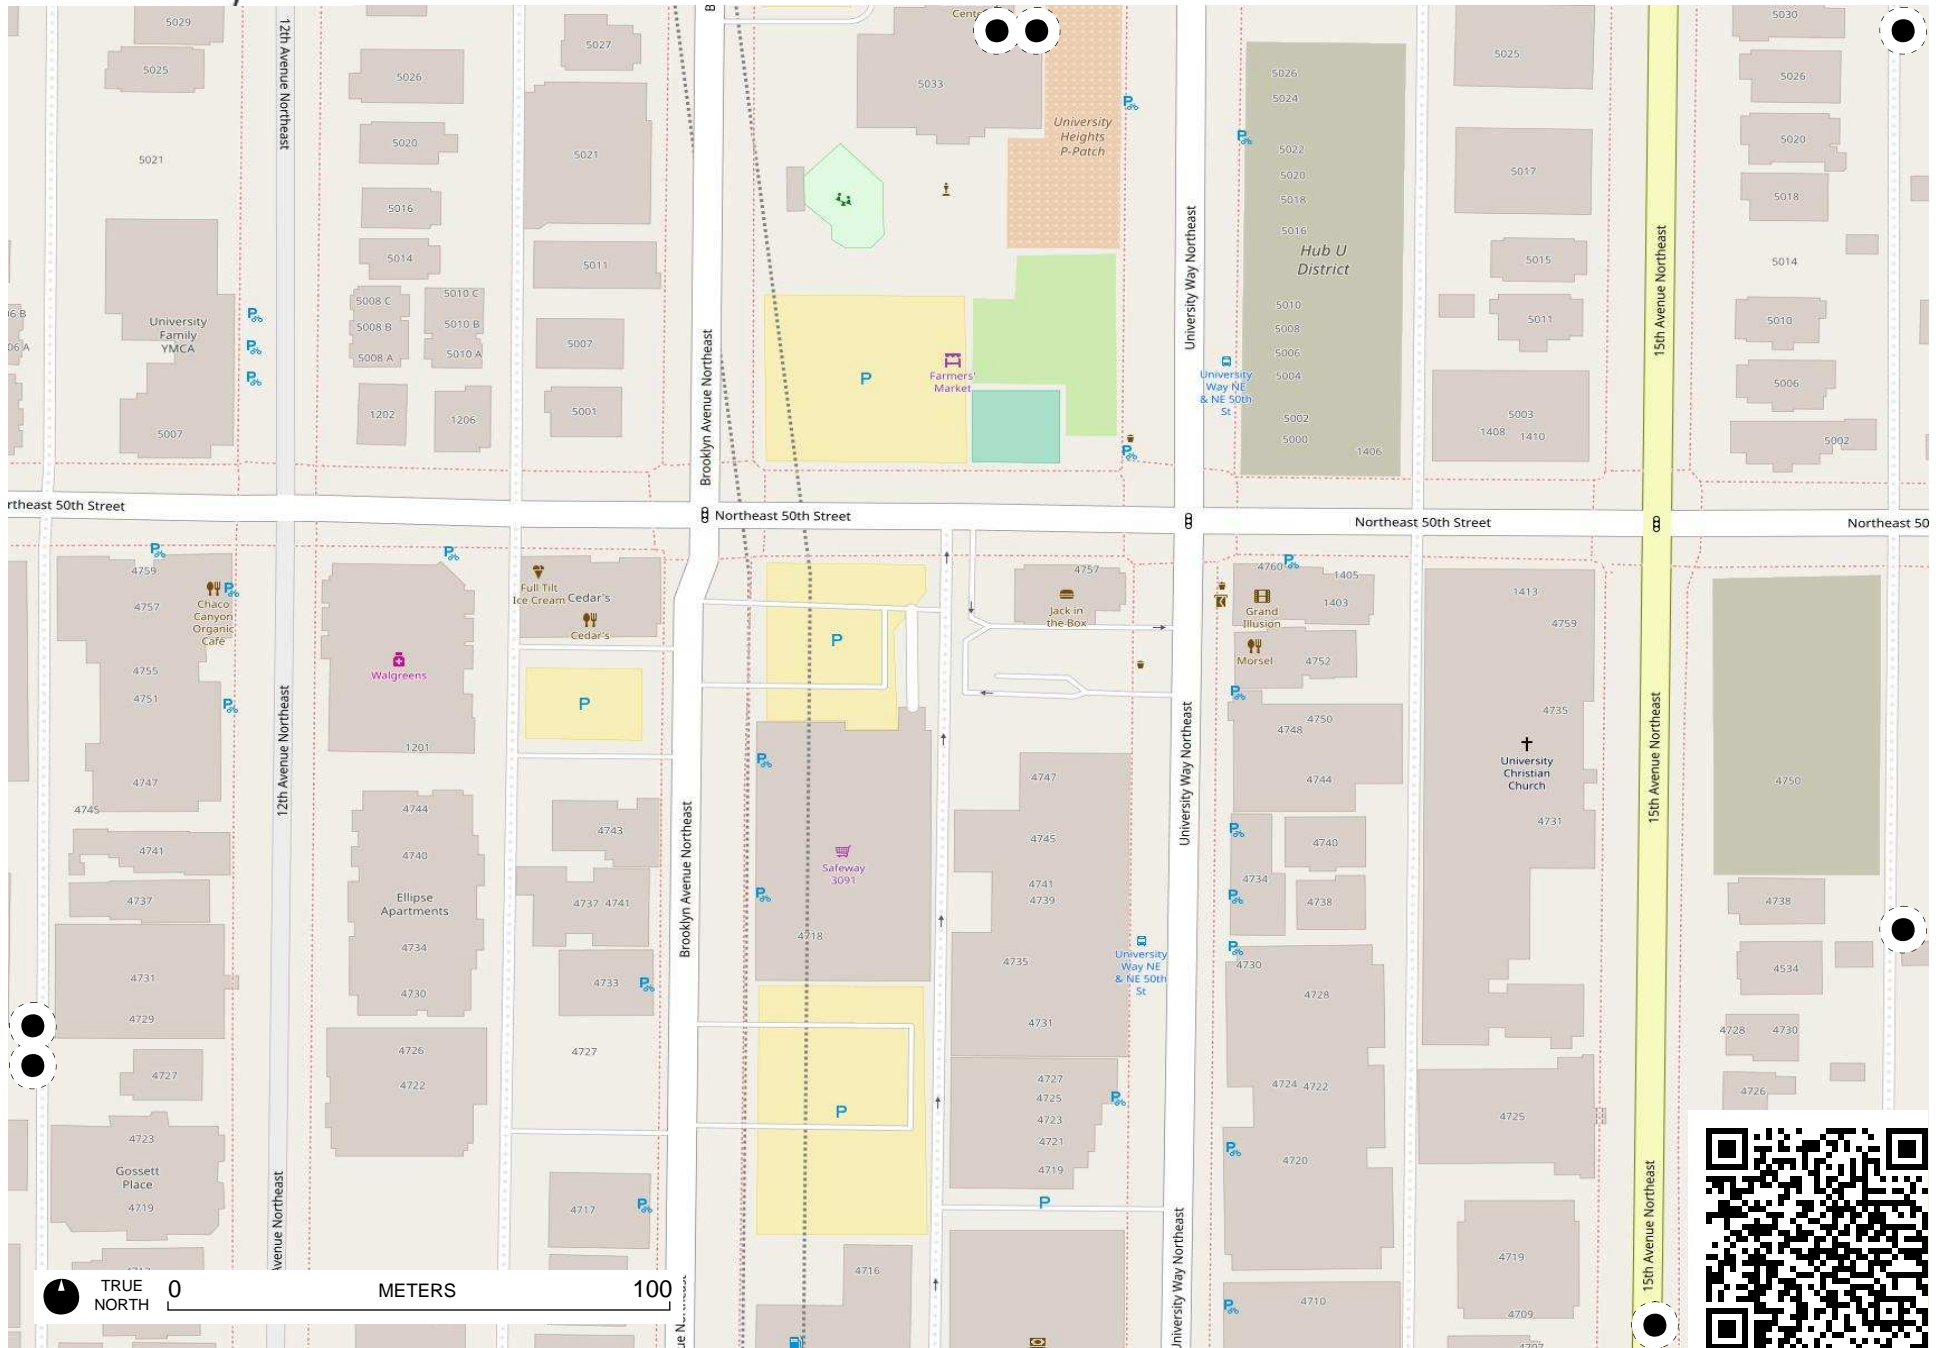 5029
5025
5021
University
Family
YMCA
5007
12th Avenue Northeast
5026
5020
5016
5014
5008 C
5010 C
5008 B
5010 B
5008 A
5010 A
1202
1206
5027
5021
5011
5007
5001
Brooklyn Avenue Northeast
5033
University
Heights
P-Patch
P
Farmers'
Market
University Way Northeast
University
Way NE
& NE 50th
St
5026
5024
5022
5020
5018
5016
Hub U
District
5010
5008
5006
5004
5002
5000
1406
5025
5017
5015
5011
5003
1408
1410
15th Avenue Northeast
5030
5026
5020
5018
5014
5010
5006
5002
Northeast 50th Street
Northeast 50th Street
4759
4757
Chaco
Canyon
Organic
Café
4755
4751
4747
4745
4741
4737
4731
4729
4727
4723
Gossett
Place
4719
12th Avenue Northeast
Walgreens
1201
4744
4740
Ellipse
Apartments
4734
4730
4726
4722
Full Tilt
Ice Cream
Cedar's
Cedar's
P
4743
4737
4741
4733
4727
4717
Brooklyn Avenue Northeast
P
Safeway
3091
4718
P
4716
4757
Jack in
the Box
4747
4745
4741
4739
4735
4731
4727
4725
4723
4721
4719
P
University
Way NE
& NE 50th
St
University Way Northeast
University Way Northeast
4760
1405
1403
Grand
Illusion
Morsel
4752
4750
4748
4744
4740
4734
4738
4730
4728
4724
4722
4720
4710
1413
4759
4735
University
Christian
Church
4731
4725
4719
4709
15th Avenue Northeast
15th Avenue Northeast
4750
4738
4534
4728
4730
4726
TRUE
NORTH
0
METERS
100